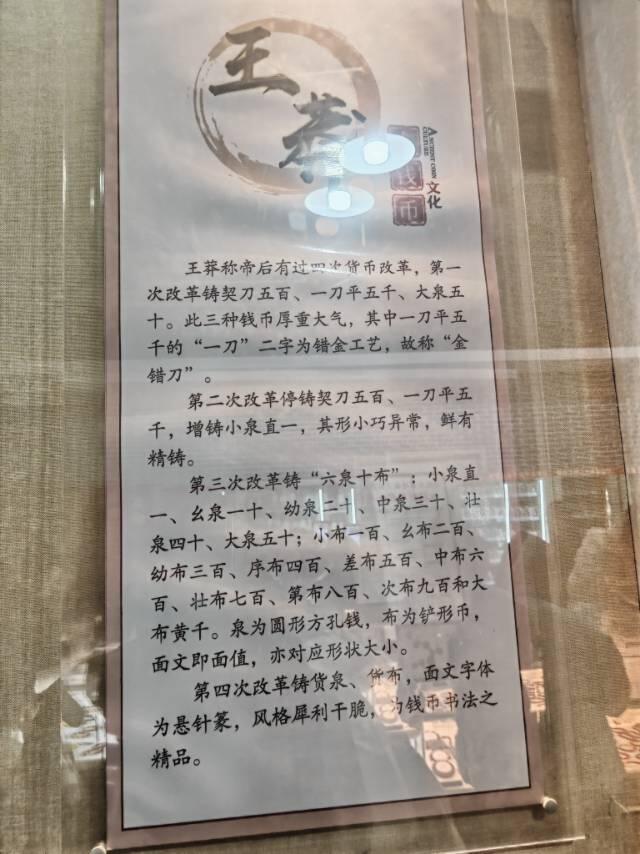 王莽
ANCIENT COIN
CULTURE
钱币
文化
王莽称帝后有过四次货币改革，第一
次改革铸契刀五百、一刀平五千、大泉五
十。此三种钱币厚重大气，其中一刀平五
千的“一刀”二字为错金工艺，故称“金
错刀”。
第二次改革停铸契刀五百、一刀平五
千，增铸小泉直一，其形小巧异常，鲜有
精铸。
第三次改革铸“六泉十布”：小泉直
一、幺泉一十、幼泉二十、中泉三十、壮
泉四十、大泉五十；小布一百、幺布二百、
幼布三百、序布四百、差布五百、中布六
百、壮布七百、第布八百、次布九百和大
布黄千。泉为圆形方孔钱，布为铲形币，
面文即面值，亦对应形状大小。
第四次改革铸货泉、货布，面文字体
为悬针篆，风格犀利干脆，为钱币书法之
精品。